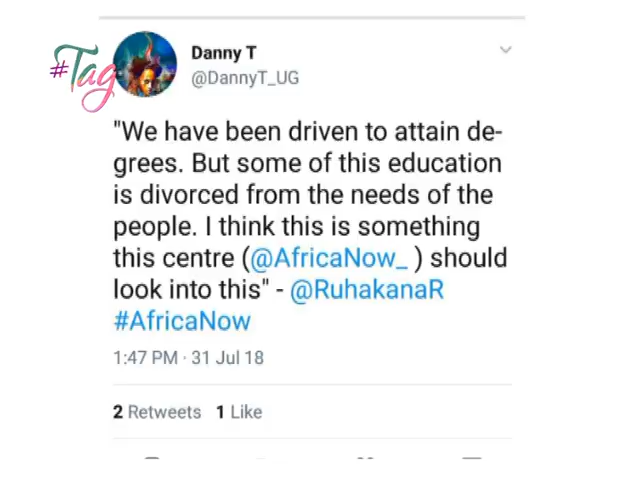 #Tag
Danny T
@DannyT_UG
"We have been driven to attain de-
grees. But some of this education
is divorced from the needs of the
people. I think this is something
this centre (@AfricaNow_ ) should
look into this" - @RuhakanaR
#AfricaNow
1:47 PM · 31 Jul 18
2 Retweets 1 Like